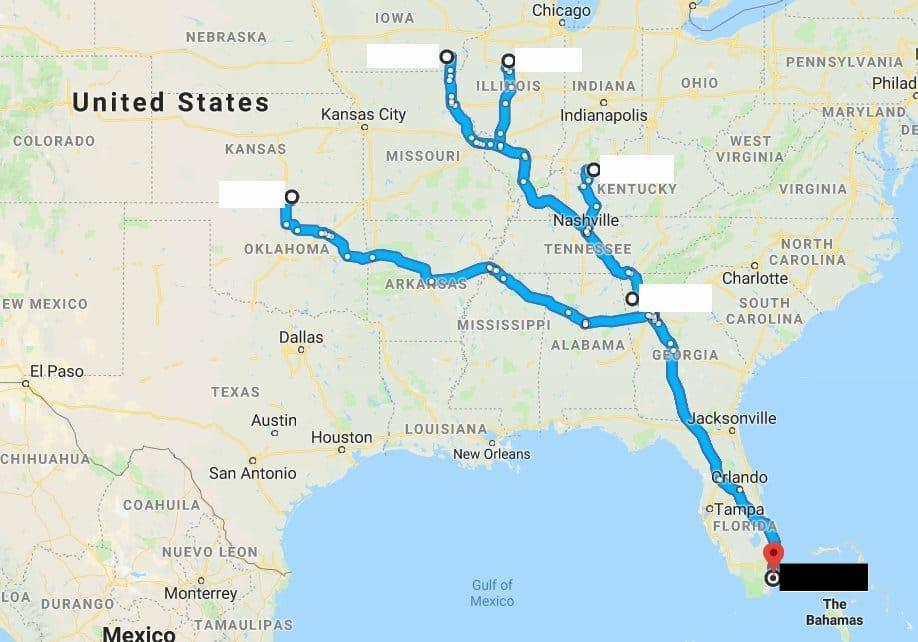 Chicago
IOWA
NEBRASKA
PENNSYLVANIA
ILLINOIS
INDIANA
OHIO
Philad
United States
Kansas City
Indianapolis
MARYLAND
COLORADO
KANSAS
MISSOURI
WEST
VIRGINIA
DE
KENTUCKY
VIRGINIA
Nashville
OKLAHOMA
TENNESSEE
NORTH
CAROLINA
ARKANSAS
Charlotte
EW MEXICO
MISSISSIPPI
SOUTH
CAROLINA
Dallas
ALABAMA
GEORGIA
El Paso
TEXAS
Austin
Jacksonville
Houston
LOUISIANA
New Orleans
CHIHUAHUA
San Antonio
Orlando
COAHUILA
Tampa
FLORIDA
NUEVO LEON
Monterrey
Gulf of
Mexico
LOA
DURANGO
The
Bahamas
TAMAULIPAS
Mexico